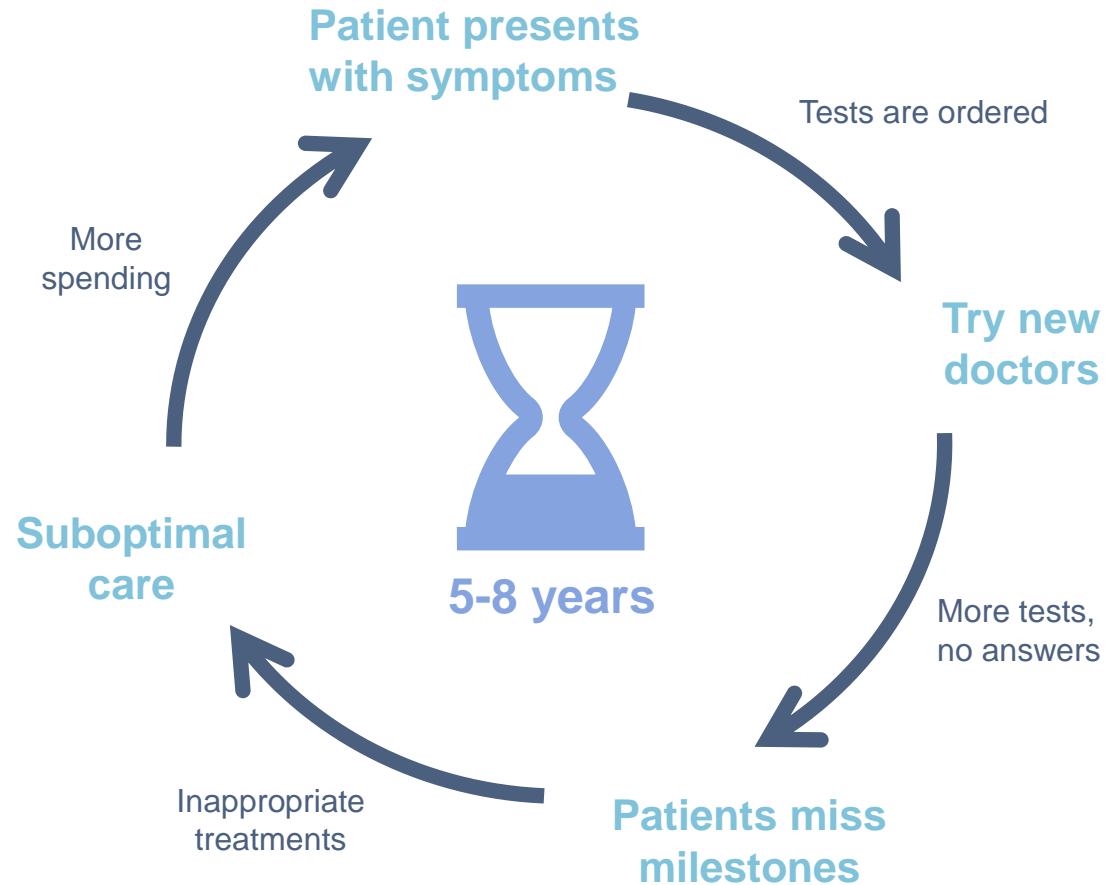 Patient presents
with symptoms
Tests are ordered
Try new
doctors
More tests,
no answers
Patients miss
milestones
Inappropriate
treatments
Suboptimal
care
More
spending
5-8 years